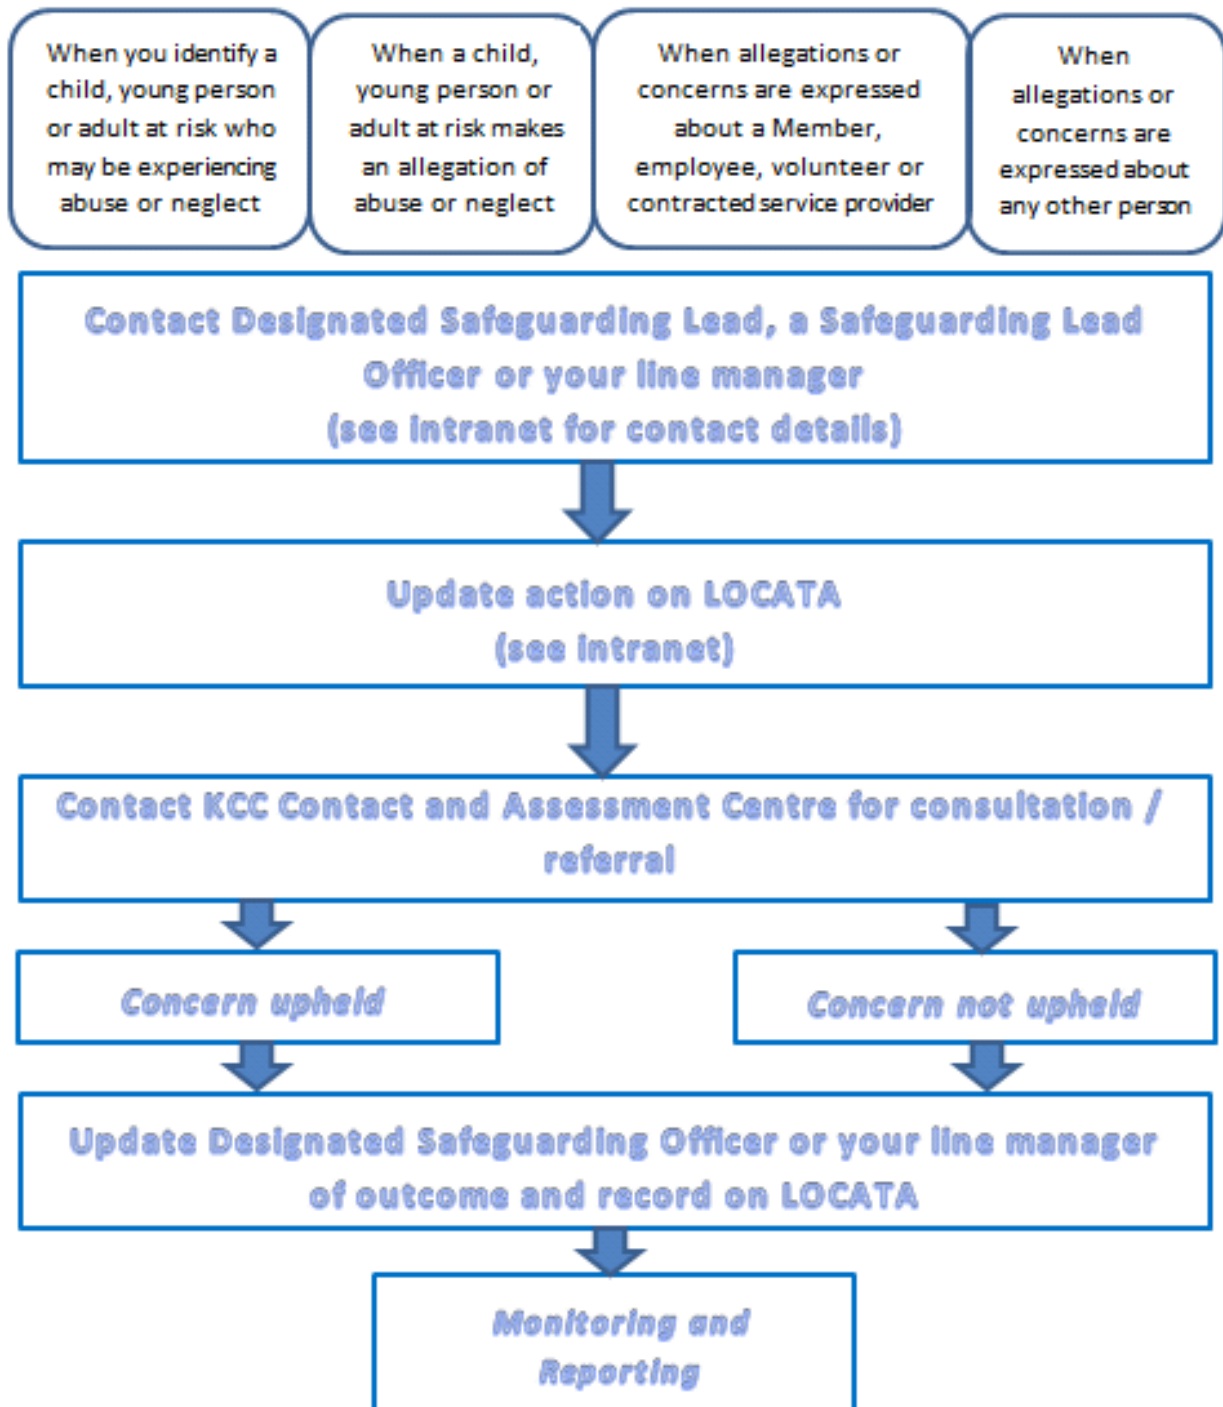 When you identify a
child, young person
or adult at risk who
may be experiencing
abuse or neglect
When a child,
young person or
adult at risk makes
an allegation of
abuse or neglect
When allegations or
concerns are expressed
about a Member,
employee, volunteer or
contracted service provider
When
allegations or
concerns are
expressed about
any other person
Contact Designated Safeguarding Lead, a Safeguarding Lead
Officer or your line manager
(see intranet for contact details)
Update action on LOCATA
(see intranet)
Contact KCC Contact and Assessment Centre for consultation /
referral
Concern upheld
Concern not upheld
Update Designated Safeguarding Officer or your line manager
of outcome and record on LOCATA
Monitoring and
Reporting